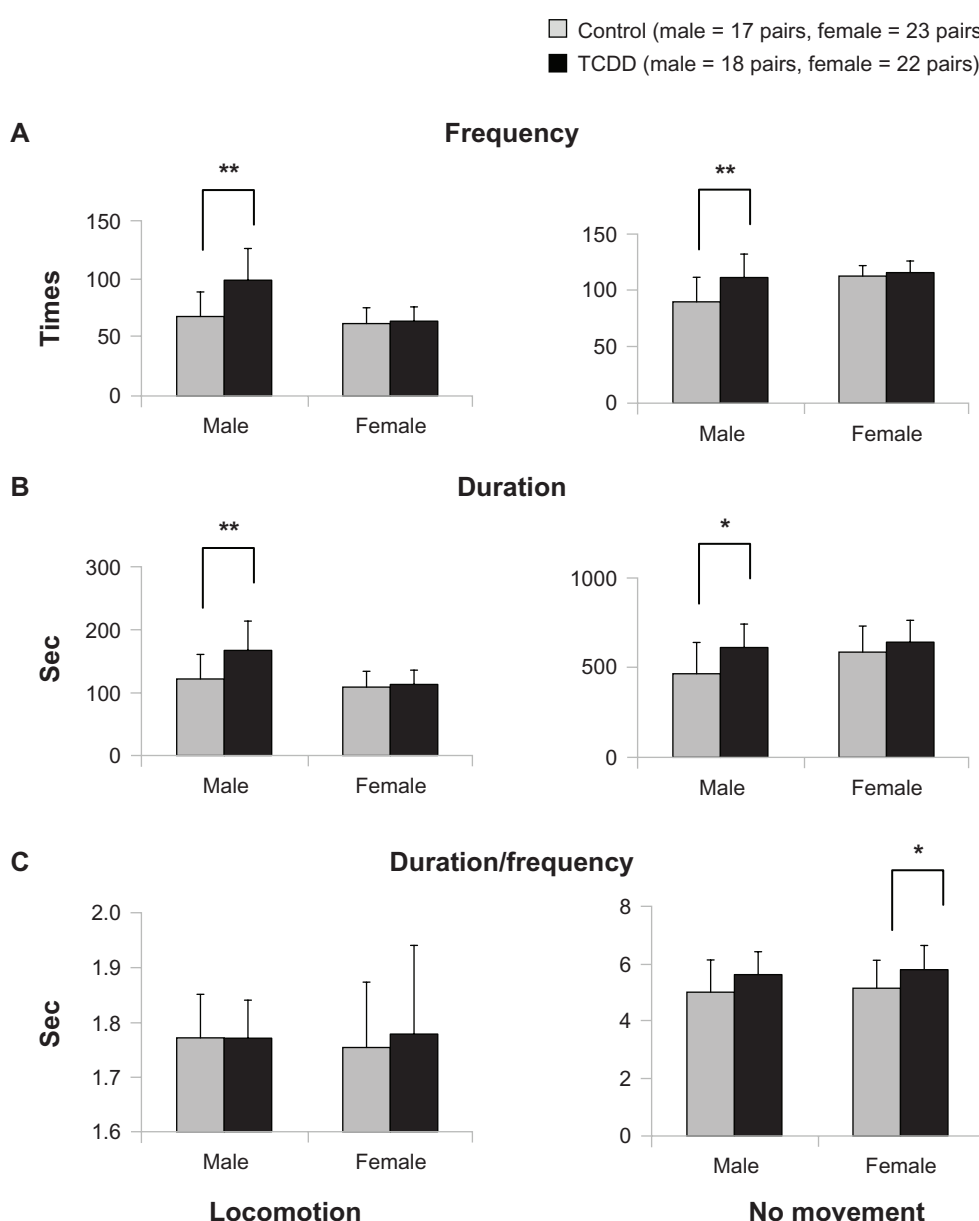 Control (male = 17 pairs, female = 23 pairs
TCDD (male = 18 pairs, female = 22 pairs)
A
Frequency
**
**
150
100
50
0
Times
Male
Female
150
100
50
0
Male
Female
B
Duration
**
*
300
200
100
0
Sec
Male
Female
1000
500
0
Male
Female
C
Duration/frequency
*
2.0
1.9
1.8
1.7
1.6
Sec
Male
Female
8
6
4
2
0
Male
Female
Locomotion
No movement